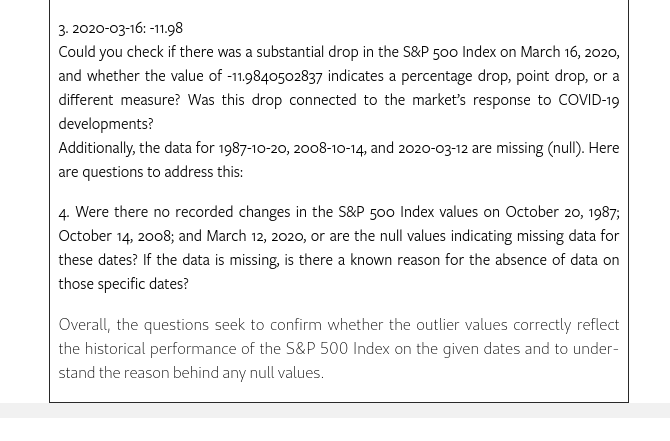 3. 2020-03-16: -11.98
Could you check if there was a substantial drop in the S&P 500 Index on March 16, 2020,
and whether the value of -11.9840502837 indicates a percentage drop, point drop, or a
different measure? Was this drop connected to the market's response to COVID-19
developments?
Additionally, the data for 1987-10-20, 2008-10-14, and 2020-03-12 are missing (null). Here
are questions to address this:
4. Were there no recorded changes in the S&P 500 Index values on October 20, 1987;
October 14, 2008; and March 12, 2020, or are the null values indicating missing data for
these dates? If the data is missing, is there a known reason for the absence of data on
those specific dates?
Overall, the questions seek to confirm whether the outlier values correctly reflect
the historical performance of the S&P 500 Index on the given dates and to under-
stand the reason behind any null values.